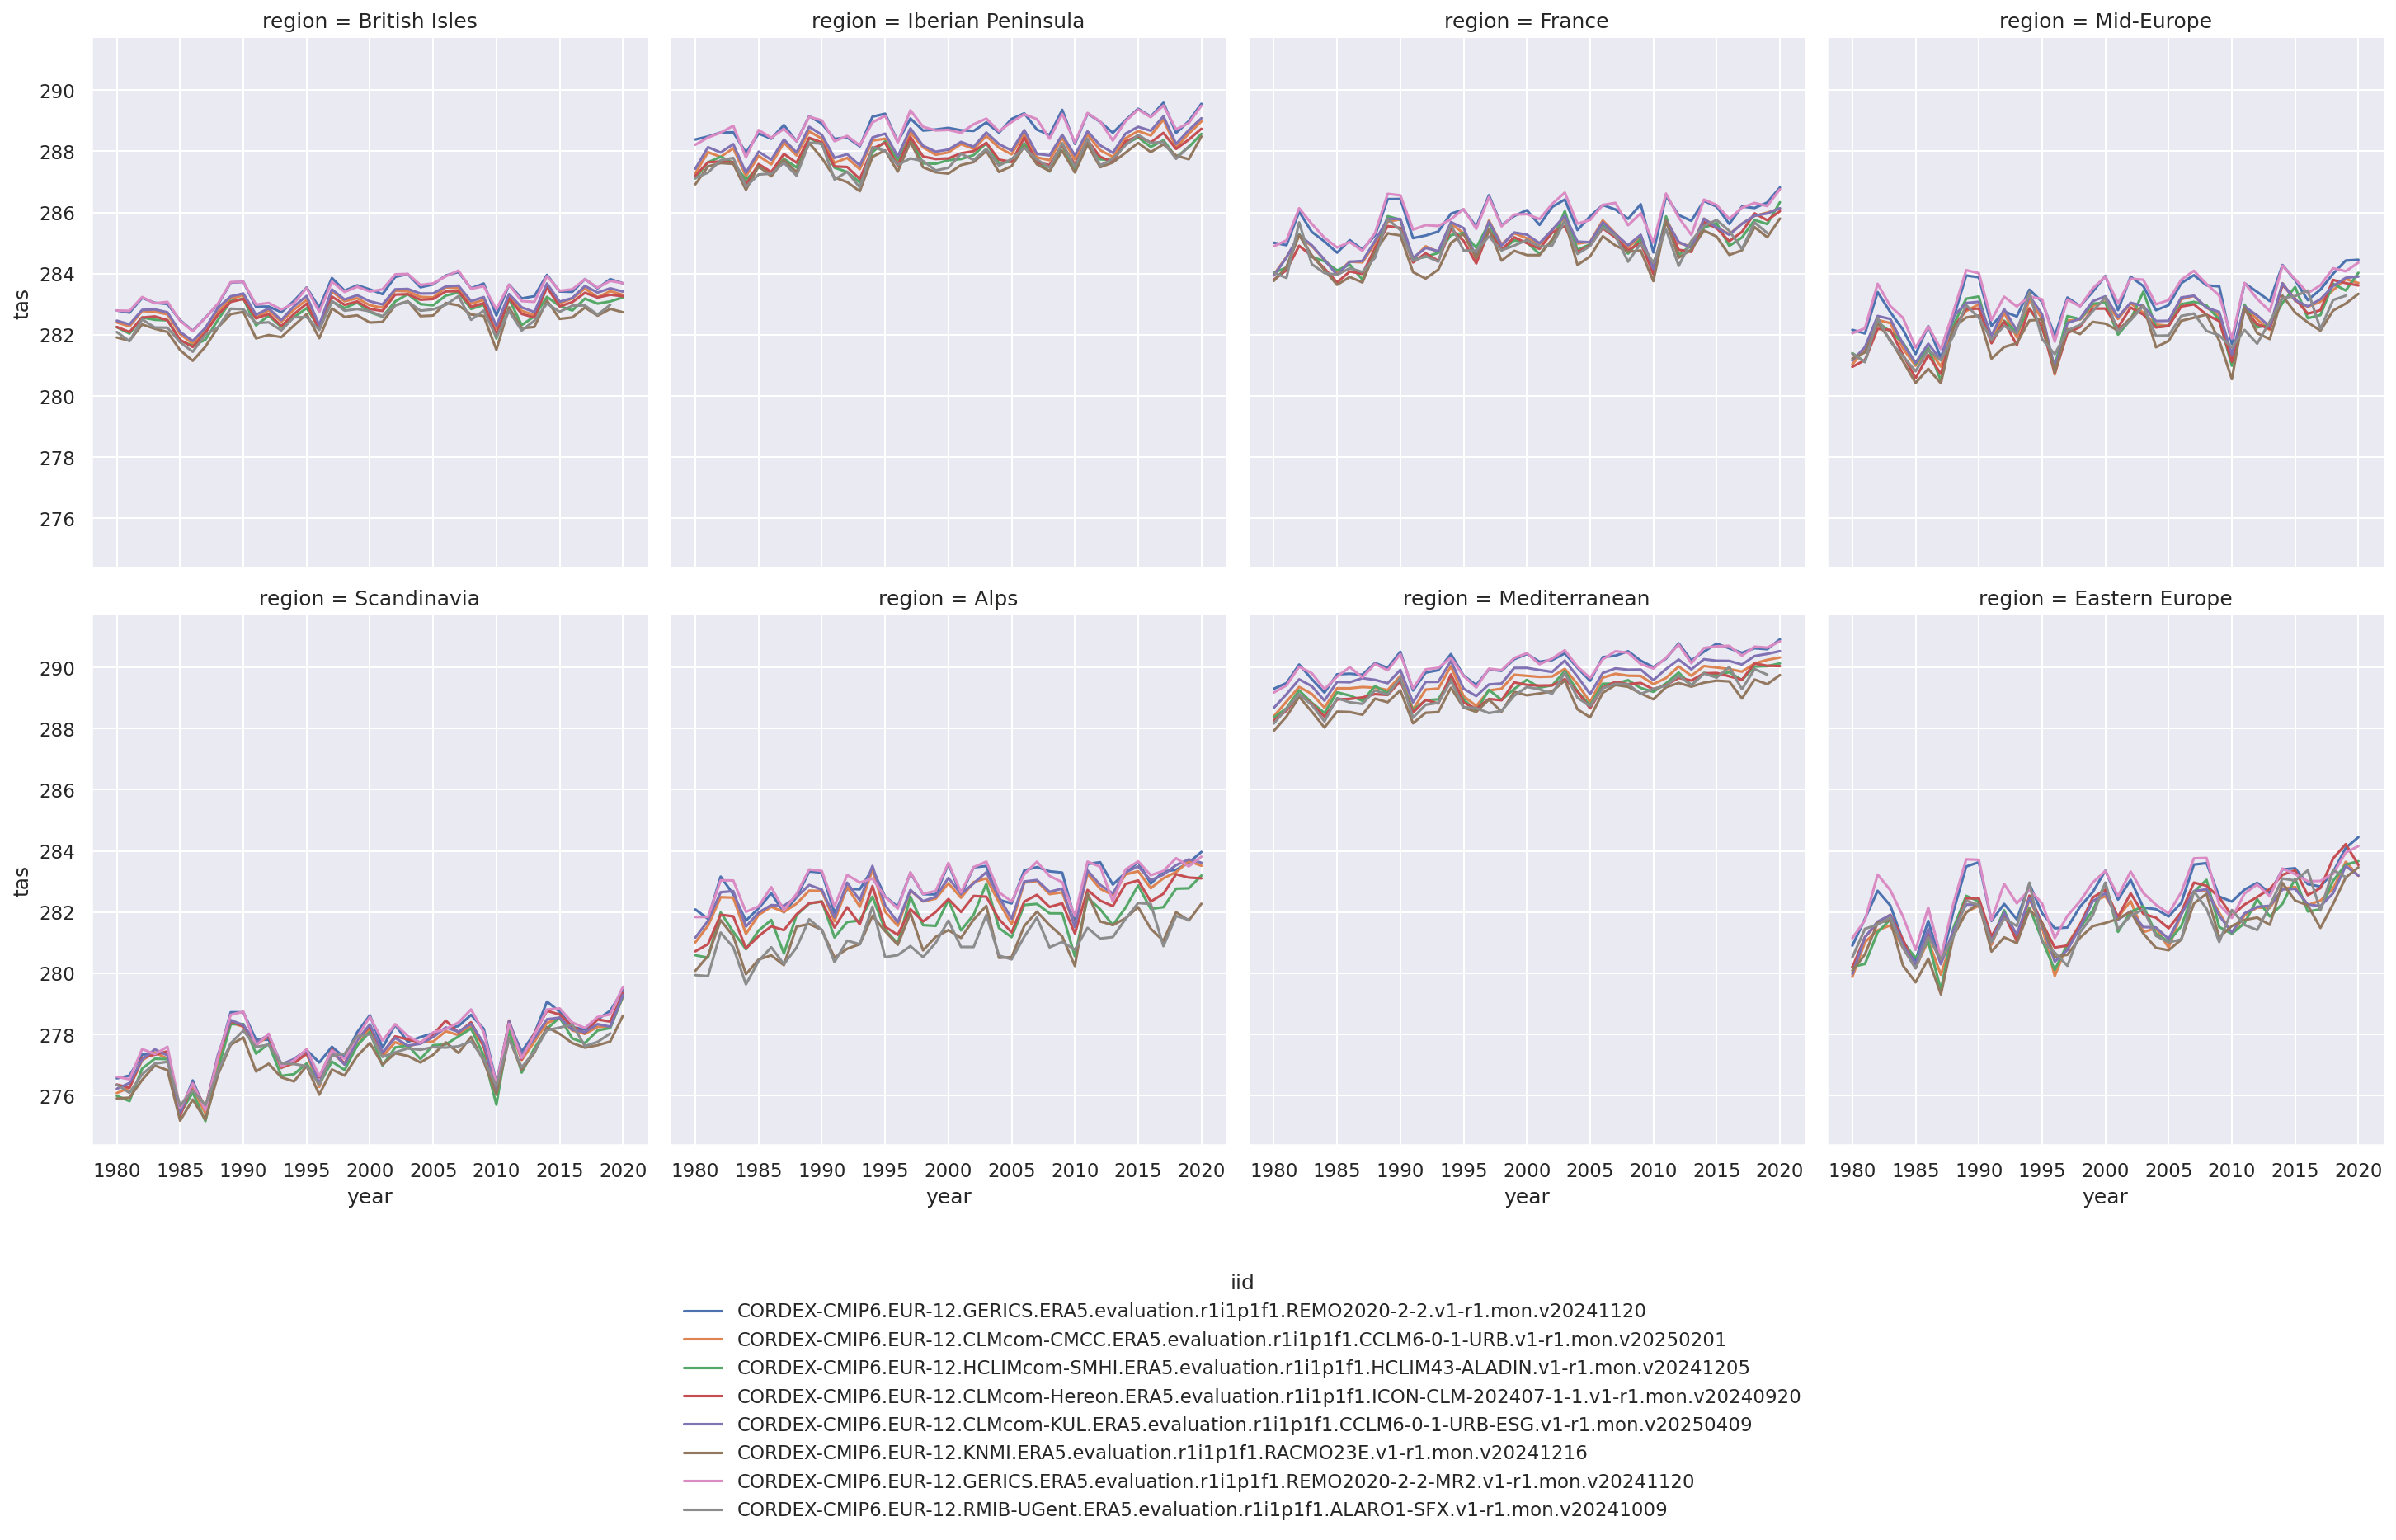 region = British Isles
region = Iberian Peninsula
region = France
region = Mid-Europe
290
288
286
284
282
280
278
276
tas
region = Scandinavia
region = Alps
region = Mediterranean
region = Eastern Europe
290
288
286
284
282
280
278
276
tas
1980 1985 1990 1995 2000 2005 2010 2015 2020
1980 1985 1990 1995 2000 2005 2010 2015 2020
1980 1985 1990 1995 2000 2005 2010 2015 2020
1980 1985 1990 1995 2000 2005 2010 2015 2020
year
year
year
year
iid
CORDEX-CMIP6.EUR-12.GERICS.ERA5.evaluation.r1i1p1f1.REMO2020-2-2.v1-r1.mon.v20241120
CORDEX-CMIP6.EUR-12.CLMcom-CMCC.ERA5.evaluation.r1i1p1f1.CCLM6-0-1-URB.v1-r1.mon.v20250201
CORDEX-CMIP6.EUR-12.HCLIMcom-SMHI.ERA5.evaluation.r1i1p1f1.HCLIM43-ALADIN.v1-r1.mon.v20241205
CORDEX-CMIP6.EUR-12.CLMcom-Hereon.ERA5.evaluation.r1i1p1f1.ICON-CLM-202407-1-1.v1-r1.mon.v20240920
CORDEX-CMIP6.EUR-12.CLMcom-KUL.ERA5.evaluation.r1i1p1f1.CCLM6-0-1-URB-ESG.v1-r1.mon.v20250409
CORDEX-CMIP6.EUR-12.KNMI.ERA5.evaluation.r1i1p1f1.RACMO23E.v1-r1.mon.v20241216
CORDEX-CMIP6.EUR-12.GERICS.ERA5.evaluation.r1i1p1f1.REMO2020-2-2-MR2.v1-r1.mon.v20241120
CORDEX-CMIP6.EUR-12.RMIB-UGent.ERA5.evaluation.r1i1p1f1.ALARO1-SFX.v1-r1.mon.v20241009